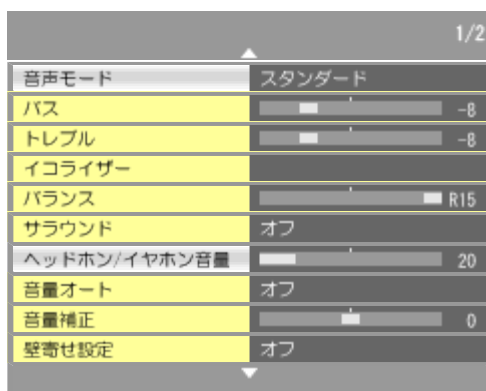 1/2
音声モード スタンダード
バス -8
トレブル -8
イコライザー
バランス R15
サラウンド オフ
ヘッドホン/イヤホン音量 20
音量オート オフ
音量補正 0
壁寄せ設定 オフ